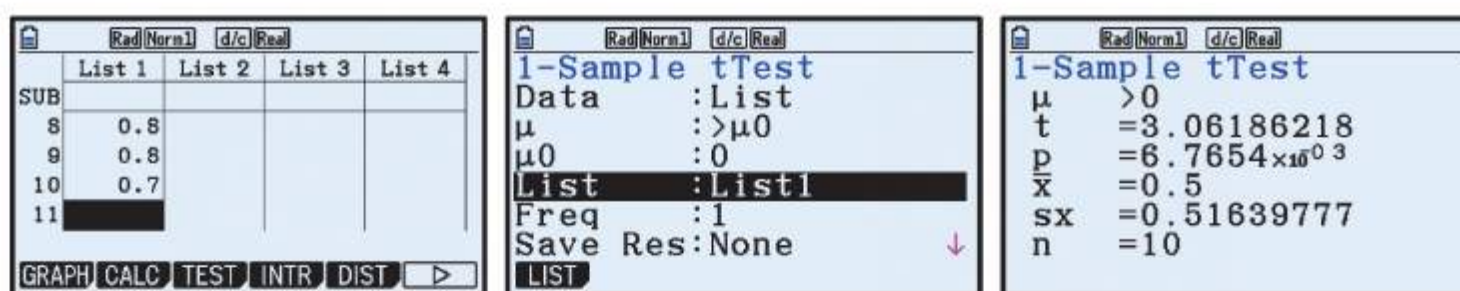 Rad Norm1 d/c Real
List 1 List 2 List 3 List 4
SUB
8 0.8
9 0.8
10 0.7
11
GRAPH CALC TEST INTR DIST ▷
Rad Norm1 d/c Real
1-Sample tTest
Data :List
μ :>μ0
μ0 :0
List :List1
Freq :1
Save Res:None ↓
LIST
Rad Norm1 d/c Real
1-Sample tTest
μ >0
t =3.06186218
p =6.7654×10⁻⁰³
x̄ =0.5
sx =0.51639777
n =10